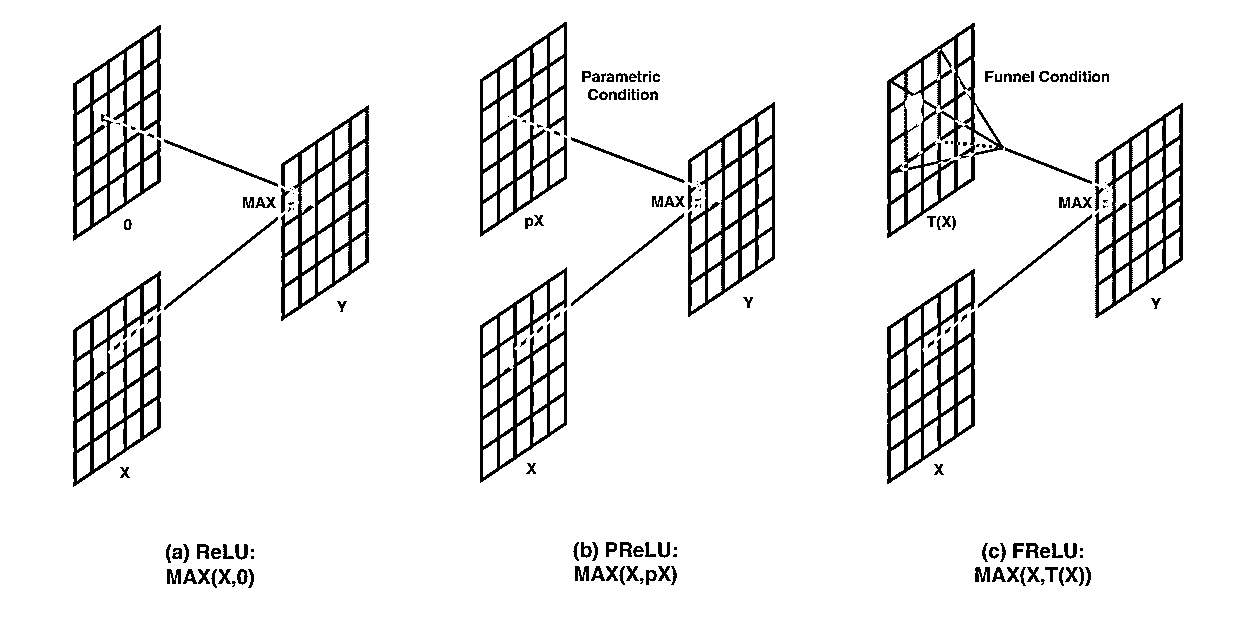 Parametric
Condition
Funnel Condition
MAX
MAX
MAX
0
pX
T(X)
Y
Y
Y
X
X
X
(a) ReLU:
MAX(X,0)
(b) PReLU:
MAX(X,pX)
(c) FReLU:
MAX(X,T(X))